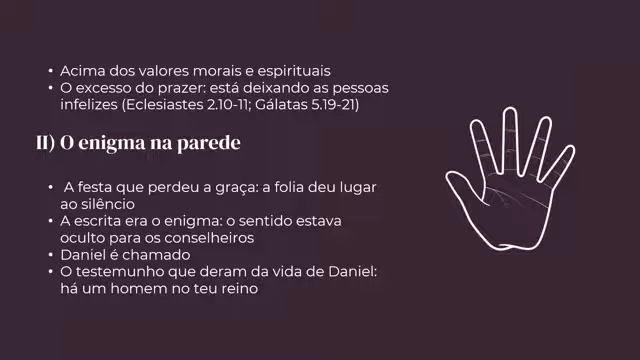 • Acima dos valores morais e espirituais
• O excesso do prazer: está deixando as pessoas
infelizes (Eclesiastes 2.10-11; Gálatas 5.19-21)
II) O enigma na parede
• A festa que perdeu a graça: a folia deu lugar
ao silêncio
• A escrita era o enigma: o sentido estava
oculto para os conselheiros
• Daniel é chamado
• O testemunho que deram da vida de Daniel:
há um homem no teu reino